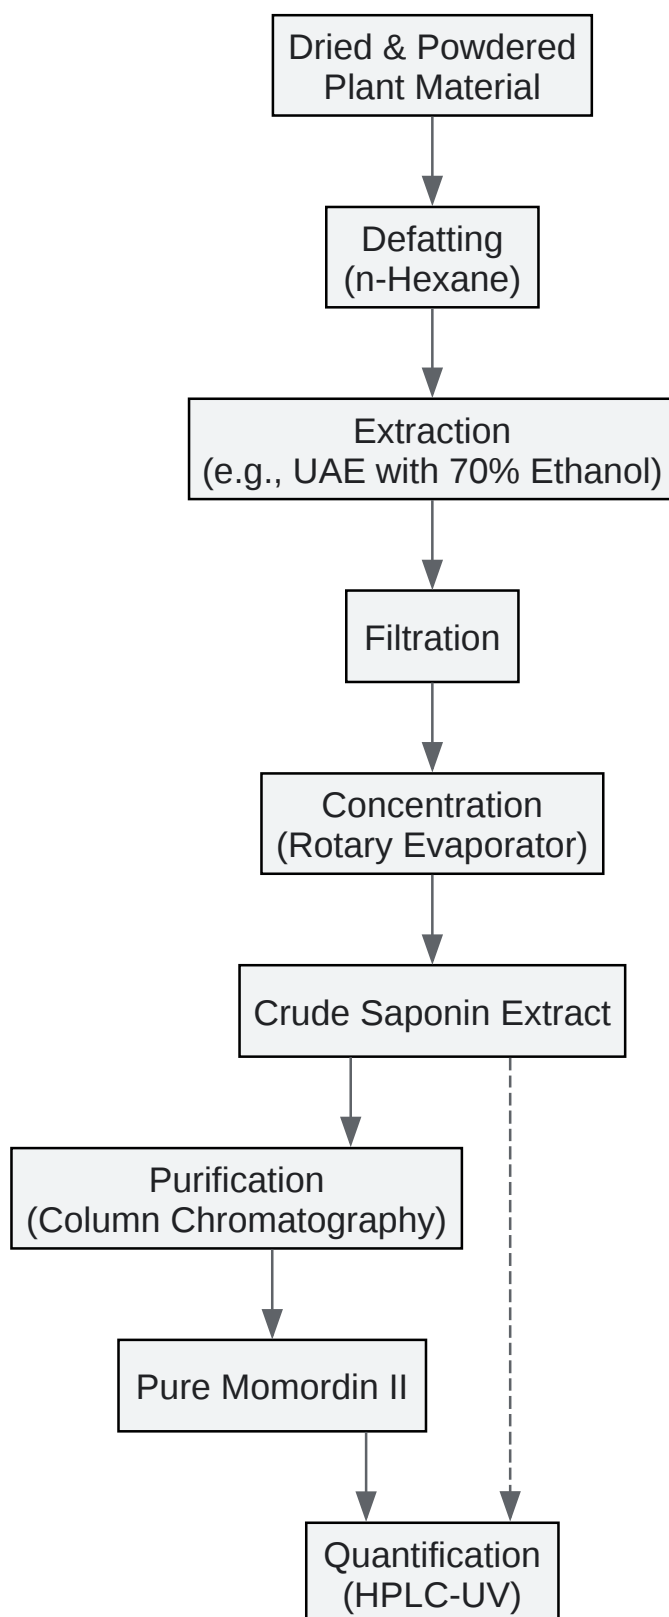 Dried & Powdered
Plant Material
Defatting
(n-Hexane)
Extraction
(e.g., UAE with 70% Ethanol)
Filtration
Concentration
(Rotary Evaporator)
Crude Saponin Extract
Purification
(Column Chromatography)
Pure Momordin II
Quantification
(HPLC-UV)